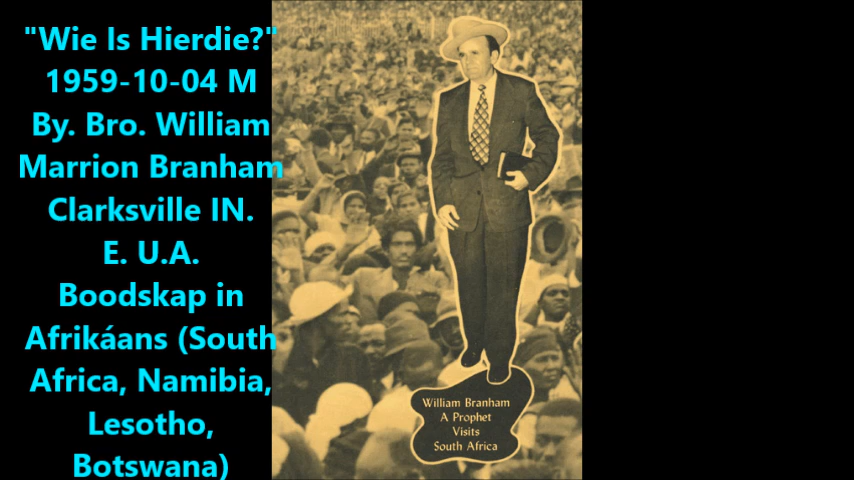 "Wie Is Hierdie?"
1959-10-04 M
By. Bro. William
Marrion Branham
Clarksville IN.
E. U.A.
Boodskap in
Afrikáans (South
Africa, Namibia,
Lesotho,
Botswana)
William Branham
A Prophet
Visits
South Africa